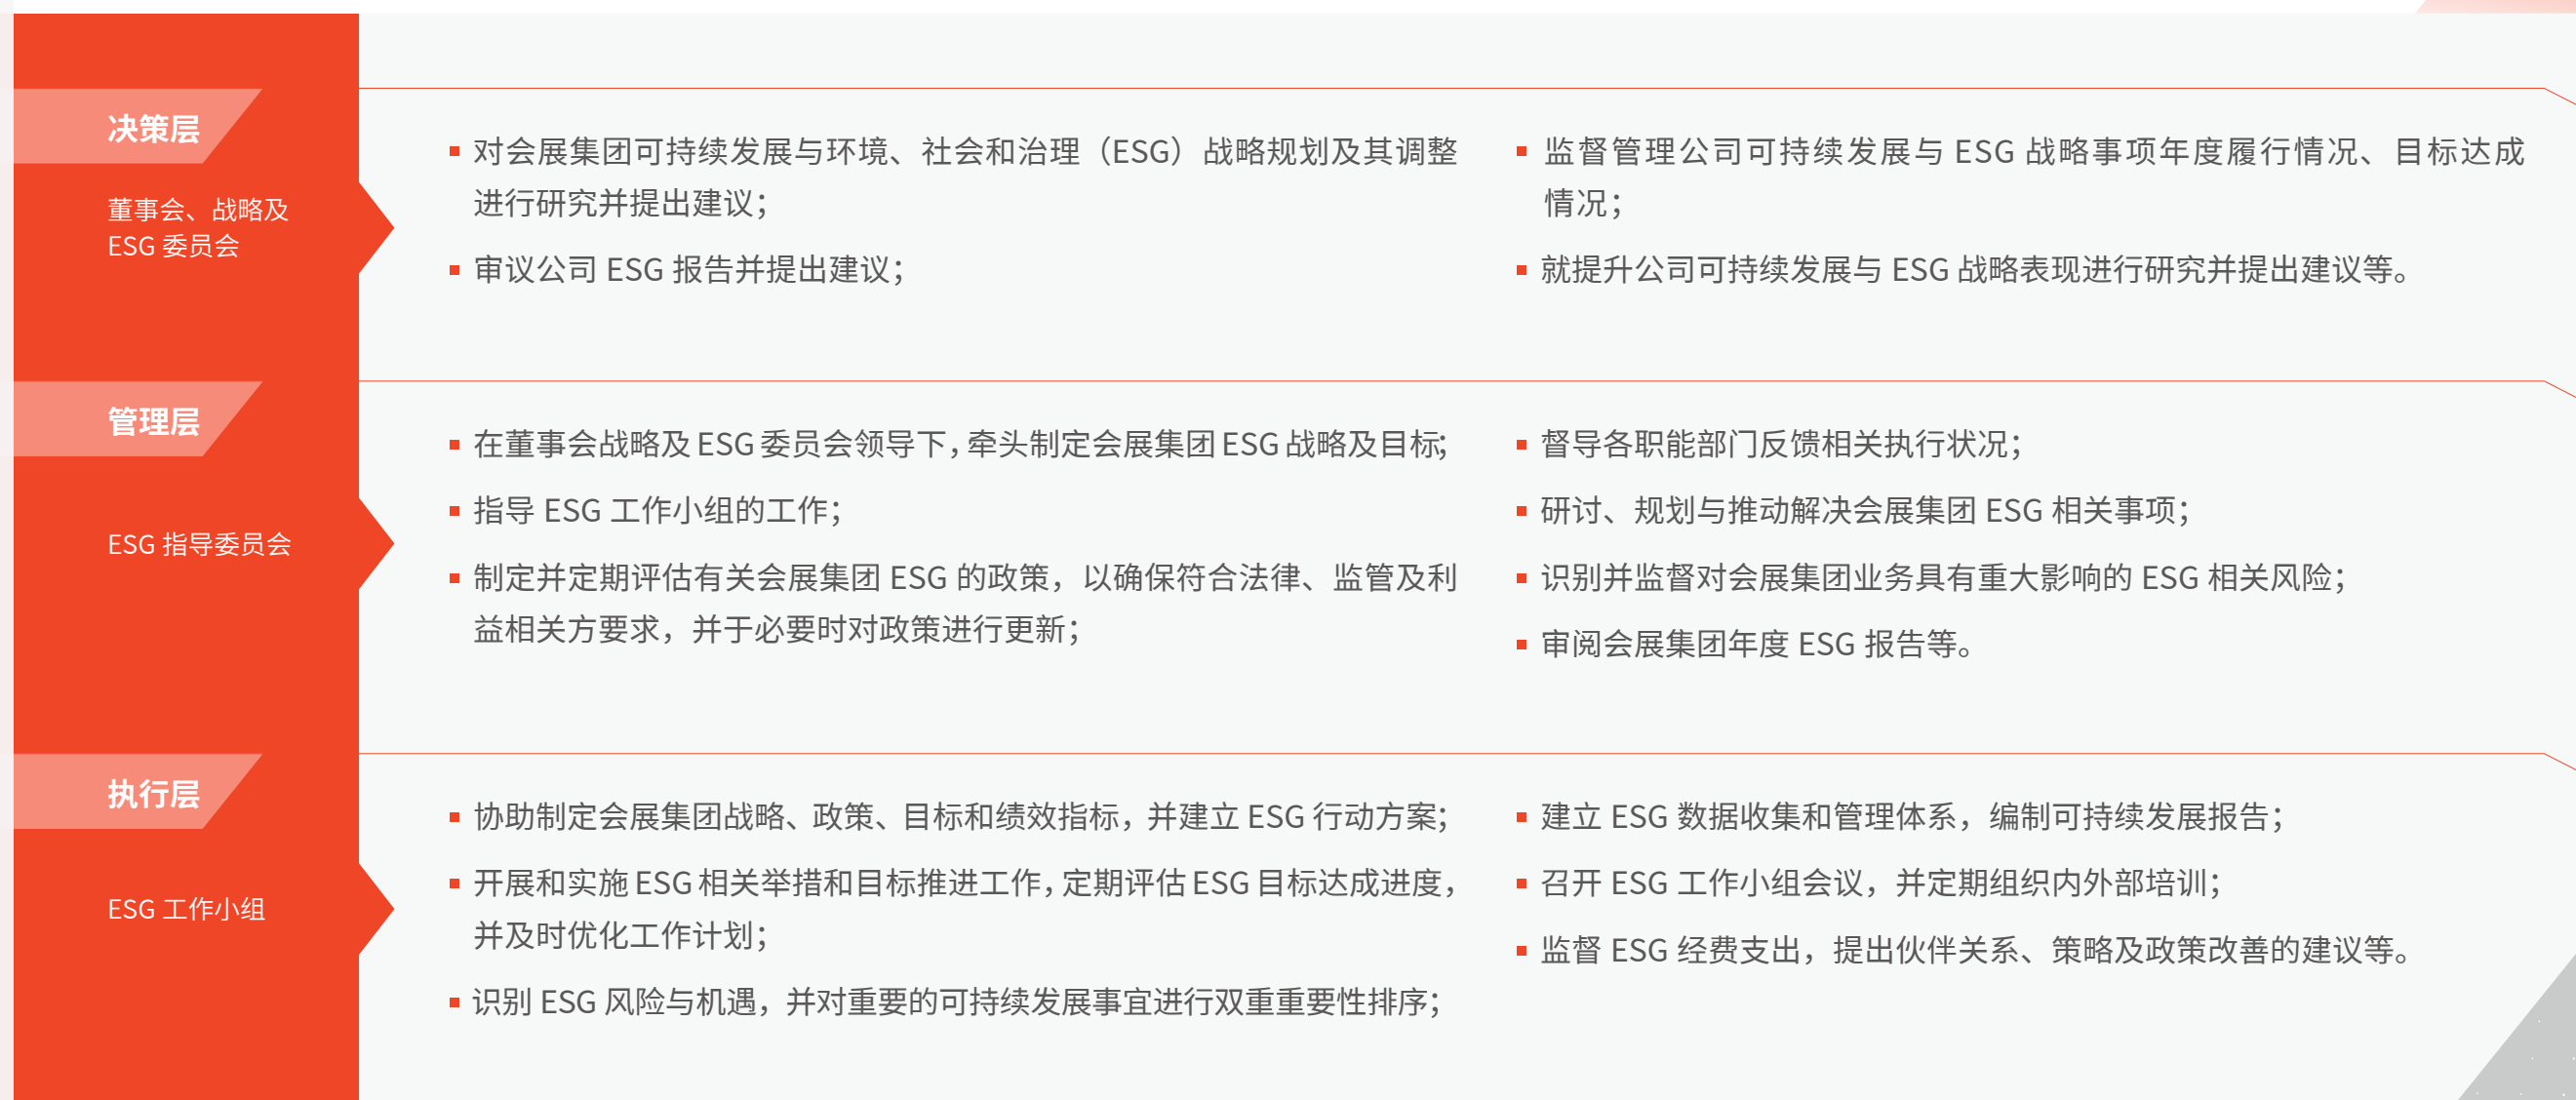 决策层
董事会、战略及
ESG 委员会
对会展集团可持续发展与环境、社会和治理（ESG）战略规划及其调整
进行研究并提出建议；
审议公司 ESG 报告并提出建议；
监督管理公司可持续发展与 ESG 战略事项年度履行情况、目标达成
情况；
就提升公司可持续发展与 ESG 战略表现进行研究并提出建议等。
管理层
ESG 指导委员会
在董事会战略及 ESG 委员会领导下，牵头制定会展集团 ESG 战略及目标；
指导 ESG 工作小组的工作；
制定并定期评估有关会展集团 ESG 的政策，以确保符合法律、监管及利
益相关方要求，并于必要时对政策进行更新；
督导各职能部门反馈相关执行状况；
研讨、规划与推动解决会展集团 ESG 相关事项；
识别并监督对会展集团业务具有重大影响的 ESG 相关风险；
审阅会展集团年度 ESG 报告等。
执行层
ESG 工作小组
协助制定会展集团战略、政策、目标和绩效指标，并建立 ESG 行动方案；
开展和实施 ESG 相关举措和目标推进工作，定期评估 ESG 目标达成进度，
并及时优化工作计划；
识别 ESG 风险与机遇，并对重要的可持续发展事宜进行双重重要性排序；
建立 ESG 数据收集和管理体系，编制可持续发展报告；
召开 ESG 工作小组会议，并定期组织内外部培训；
监督 ESG 经费支出，提出伙伴关系、策略及政策改善的建议等。